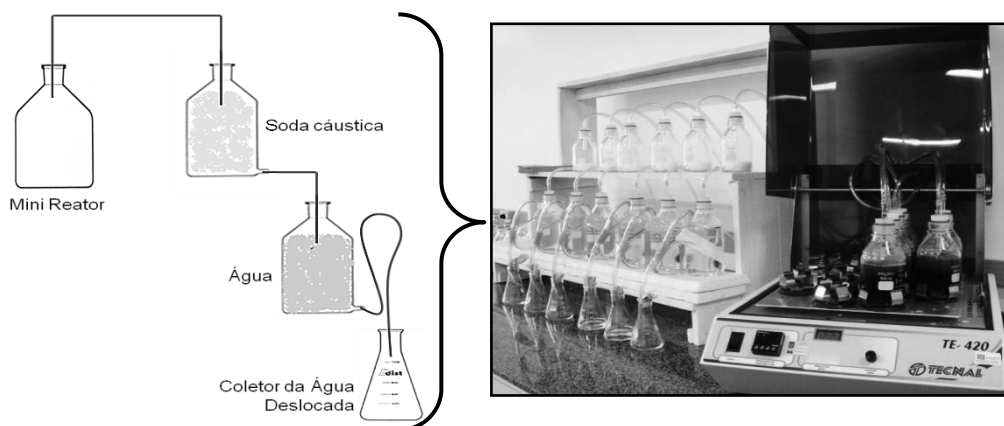 Soda cáustica
Mini Reator
Água
Coletor da Água
Deslocada
TE-420
TECNAL